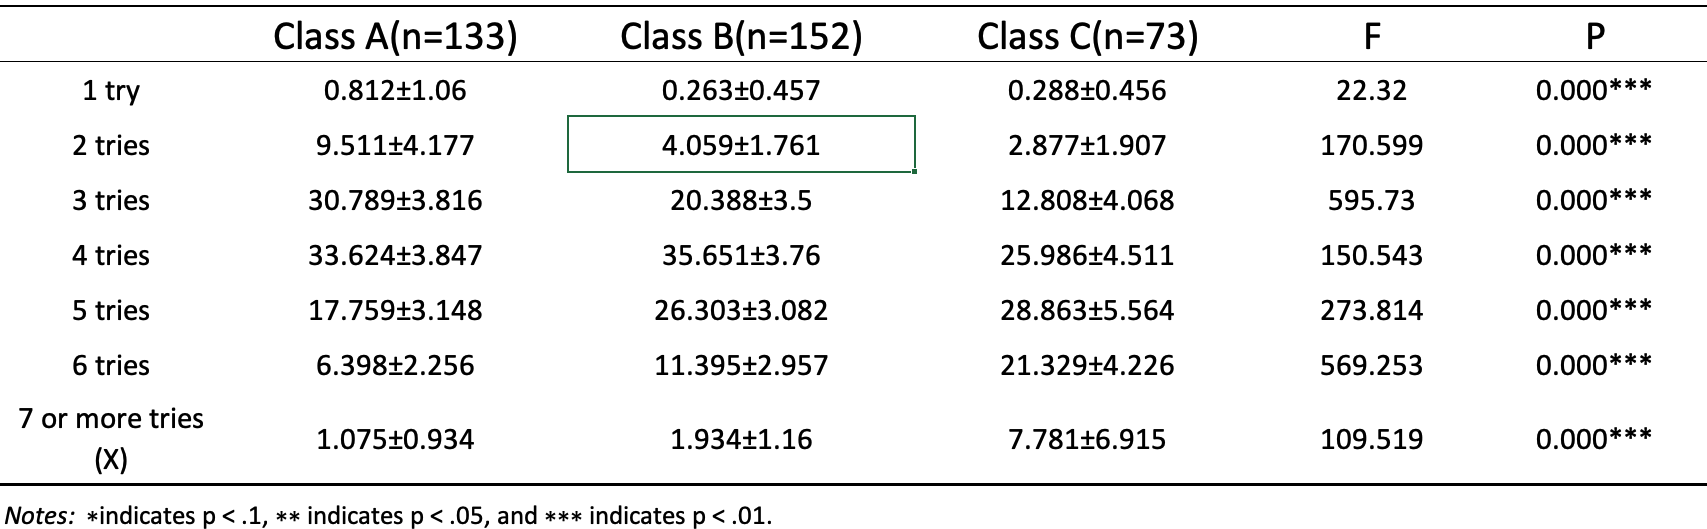 Class A(n=133) Class B(n=152) Class C(n=73) F P
1 try 0.812±1.06 0.263±0.457 0.288±0.456 22.32 0.000***
2 tries 9.511±4.177 4.059±1.761 2.877±1.907 170.599 0.000***
3 tries 30.789±3.816 20.388±3.5 12.808±4.068 595.73 0.000***
4 tries 33.624±3.847 35.651±3.76 25.986±4.511 150.543 0.000***
5 tries 17.759±3.148 26.303±3.082 28.863±5.564 273.814 0.000***
6 tries 6.398±2.256 11.395±2.957 21.329±4.226 569.253 0.000***
7 or more tries
(X) 1.075±0.934 1.934±1.16 7.781±6.915 109.519 0.000***
Notes: *indicates p < .1, ** indicates p < .05, and *** indicates p < .01.